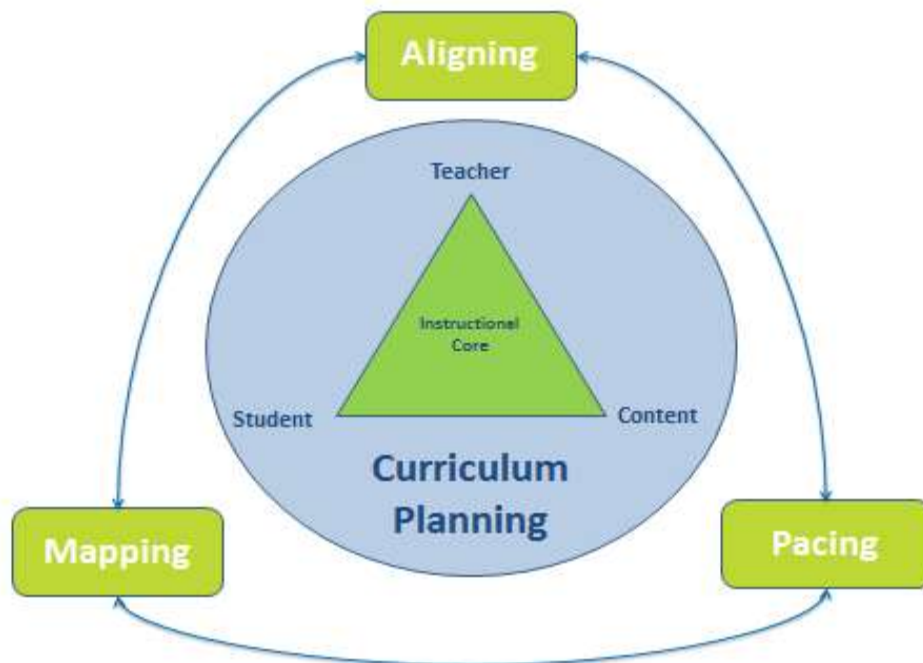 Aligning
Teacher
Instructional
Core
Student
Content
Curriculum
Planning
Mapping
Pacing